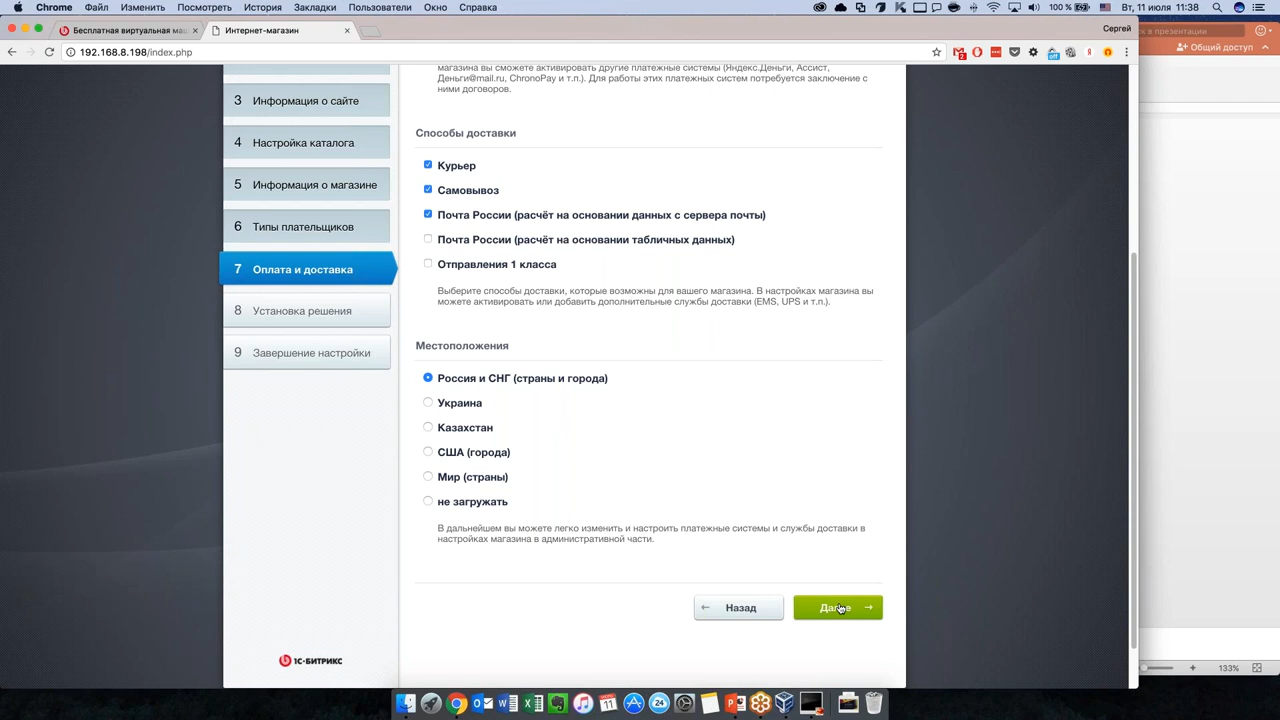 Chrome Файл Изменить Посмотреть История Закладки Пользователи Окно Справка 100 % Вт, 11 июля 11:38
Бесплатная виртуальная маш
Интернет-магазин
Сергей
к в презентации
192.168.8.198/index.php
Общий доступ
магазина вы сможете активировать другие платежные системы (Яндекс.Деньги, Ассист,
Деньги@mail.ru, ChronoPay и т.п.). Для работы этих платежных систем потребуется заключение с
ними договоров.
3 Информация о сайте
4 Настройка каталога
5 Информация о магазине
6 Типы плательщиков
7 Оплата и доставка
8 Установка решения
9 Завершение настройки
Способы доставки
Курьер
Самовывоз
Почта России (расчёт на основании данных с сервера почты)
Почта России (расчёт на основании табличных данных)
Отправления 1 класса
Выберите способы доставки, которые возможны для вашего магазина. В настройках магазина вы
можете активировать или добавить дополнительные службы доставки (EMS, UPS и т.п.).
Местоположения
Россия и СНГ (страны и города)
Украина
Казахстан
США (города)
Мир (страны)
не загружать
В дальнейшем вы можете легко изменить и настроить платежные системы и службы доставки в
настройках магазина в административной части.
Назад
Далее
1С-БИТРИКС
133%